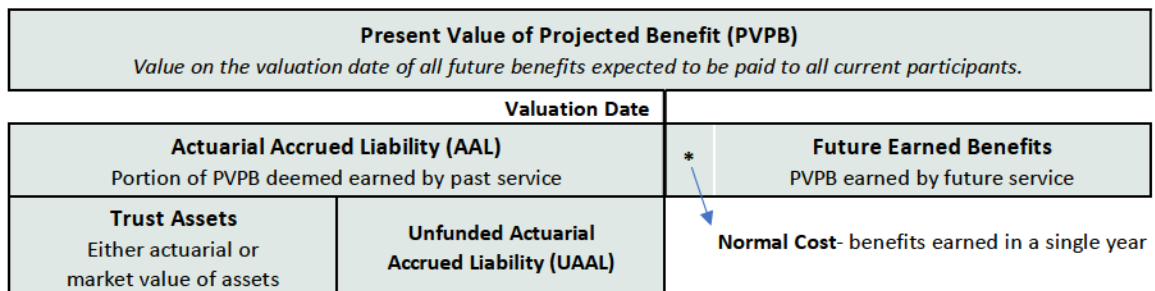 Present Value of Projected Benefit (PVPB)
Value on the valuation date of all future benefits expected to be paid to all current participants.
Valuation Date
Actuarial Accrued Liability (AAL)
Portion of PVPB deemed earned by past service
*
Future Earned Benefits
PVPB earned by future service
Trust Assets
Either actuarial or
market value of assets
Unfunded Actuarial
Accrued Liability (UAAL)
Normal Cost- benefits earned in a single year